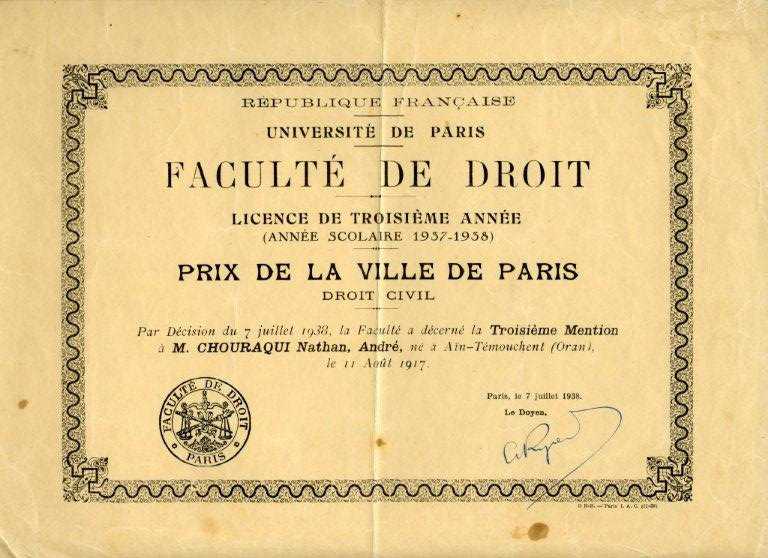 RÉPUBLIQUE FRANÇAISE
UNIVERSITÉ DE PARIS
FACULTÉ DE DROIT
LICENCE DE TROISIÈME ANNÉE
(ANNÉE SCOLAIRE 1937-1938)
PRIX DE LA VILLE DE PARIS
DROIT CIVIL
Par Décision du 7 juillet 1938, la Faculté a décerné la Troisième Mention
à M. CHOURAQUI Nathan, André, né à Aïn-Témouchent (Oran),
le 11 Août 1917.
Paris, le 7 juillet 1938.
Le Doyen,
FACULTÉ DE DROIT
PARIS
Paris I. A. C.